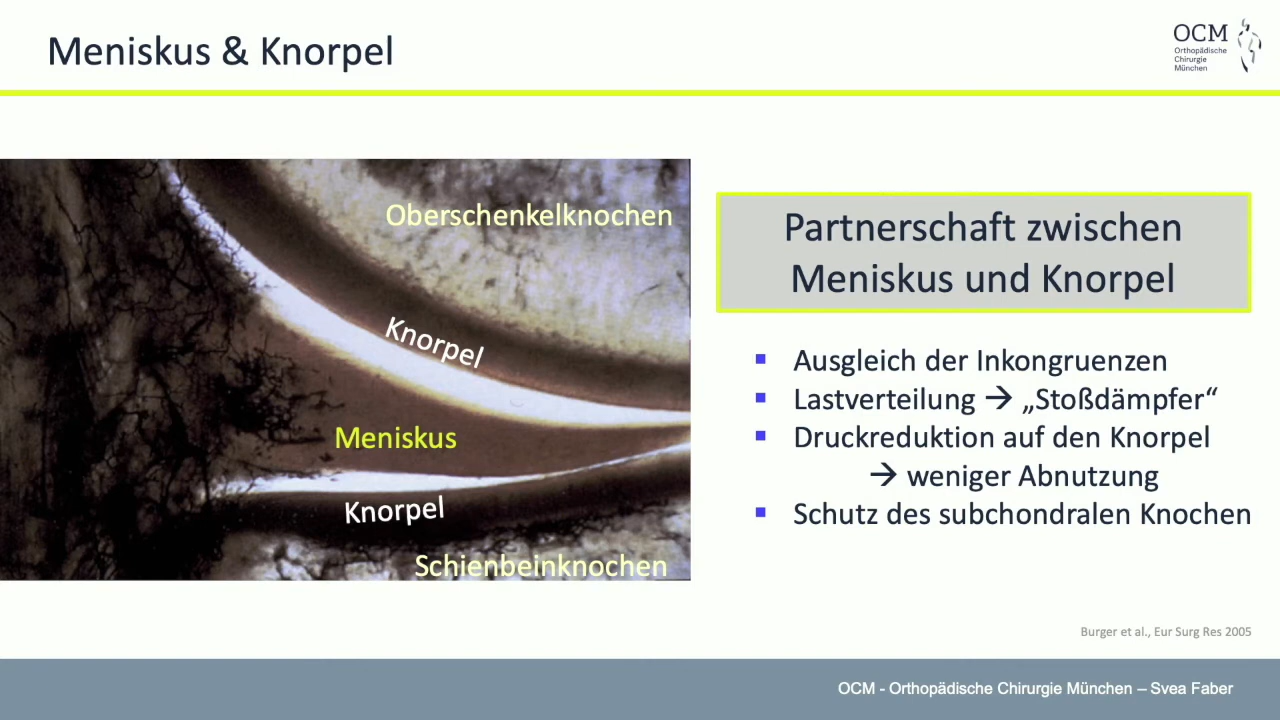 Meniskus & Knorpel
OCM
Orthopädische
Chirurgie
München
Oberschenkelknochen
Knorpel
Meniskus
Knorpel
Schienbeinknochen
Partnerschaft zwischen
Meniskus und Knorpel
▪ Ausgleich der Inkongruenzen
▪ Lastverteilung → „Stoßdämpfer“
▪ Druckreduktion auf den Knorpel
→ weniger Abnutzung
▪ Schutz des subchondralen Knochen
Burger et al., Eur Surg Res 2005
OCM - Orthopädische Chirurgie München – Svea Faber